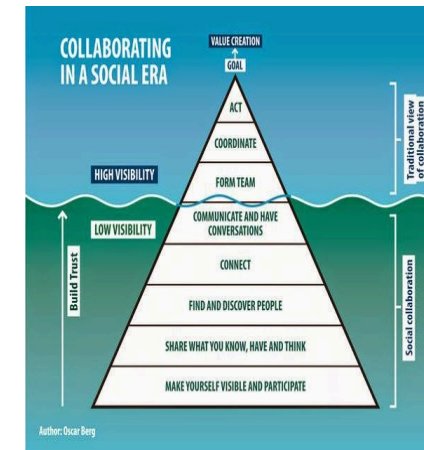 COLLABORATING
IN A SOCIAL ERA
VALUE CREATION
GOAL
ACT
COORDINATE
FORM TEAM
HIGH VISIBILITY
LOW VISIBILITY
COMMUNICATE AND HAVE
CONVERSATIONS
CONNECT
FIND AND DISCOVER PEOPLE
SHARE WHAT YOU KNOW, HAVE AND THINK
MAKE YOURSELF VISIBLE AND PARTICIPATE
Build Trust
Traditional view
of collaboration
Social collaboration
Author: Oscar Berg